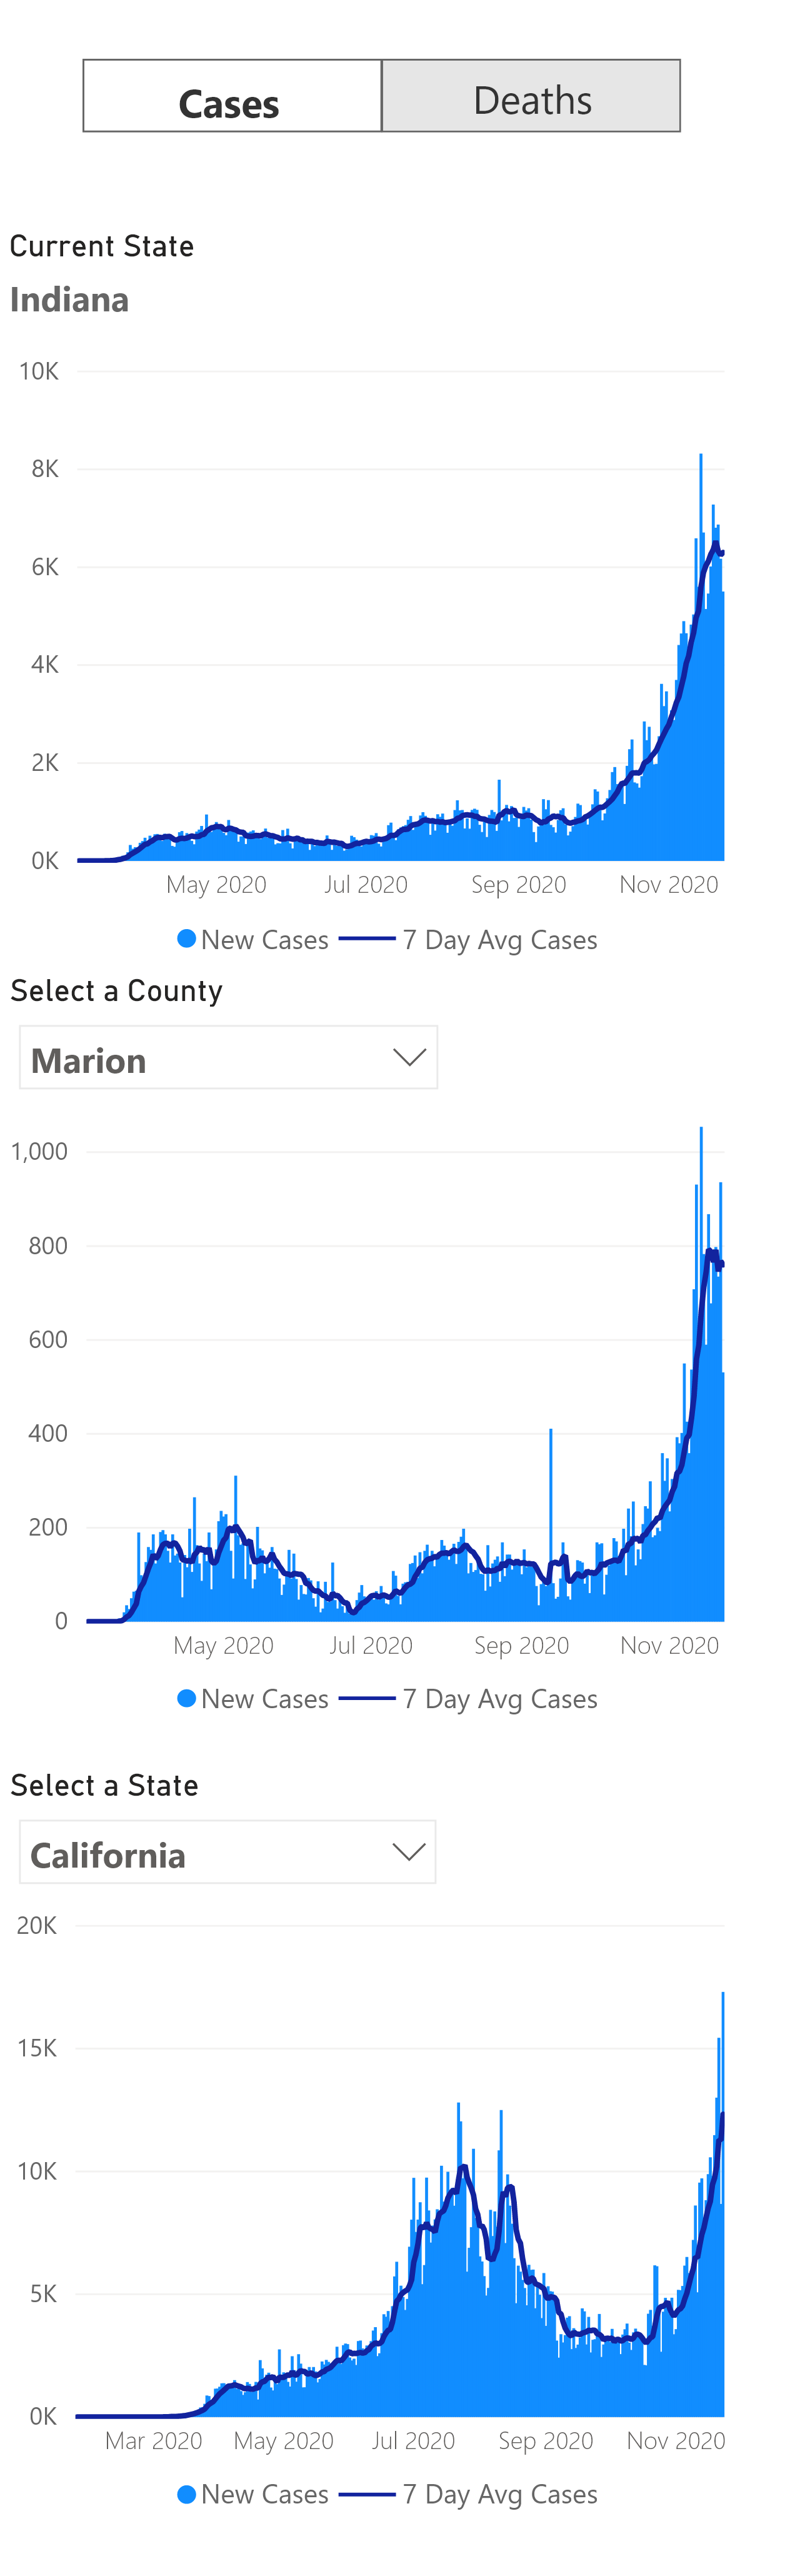 Cases Deaths
Current State
Indiana
10K
8K
6K
4K
2K
0K
May 2020 Jul 2020 Sep 2020 Nov 2020
New Cases 7 Day Avg Cases
Select a County
Marion
1,000
800
600
400
200
0
May 2020 Jul 2020 Sep 2020 Nov 2020
New Cases 7 Day Avg Cases
Select a State
California
20K
15K
10K
5K
0K
Mar 2020 May 2020 Jul 2020 Sep 2020 Nov 2020
New Cases 7 Day Avg Cases